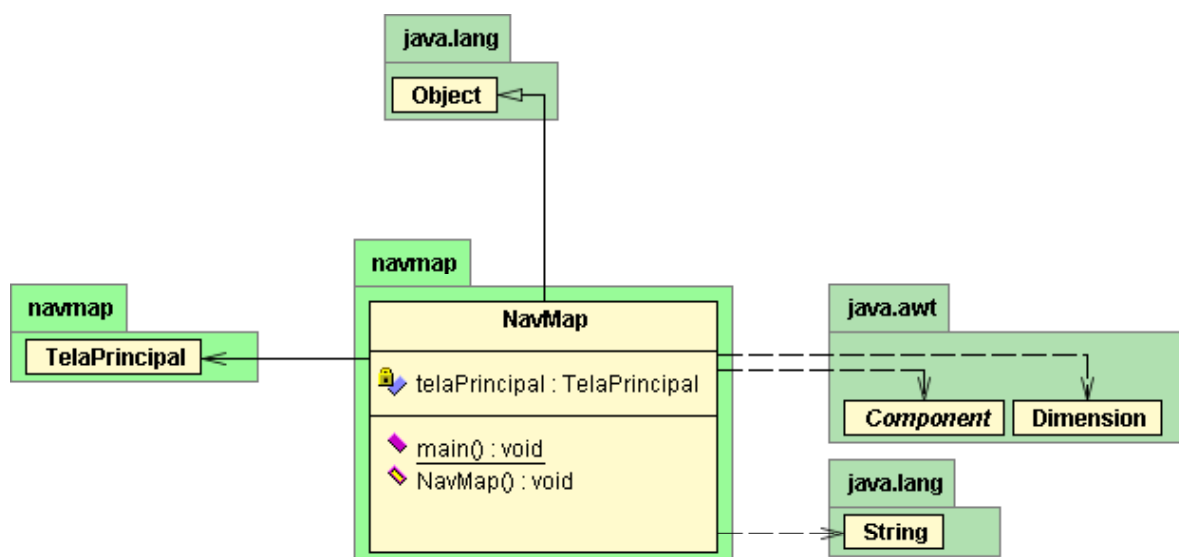 java.lang
Object
navmap
TelaPrincipal
navmap
NavMap
telaPrincipal : TelaPrincipal
main() : void
NavMap() : void
java.awt
Component
Dimension
java.lang
String